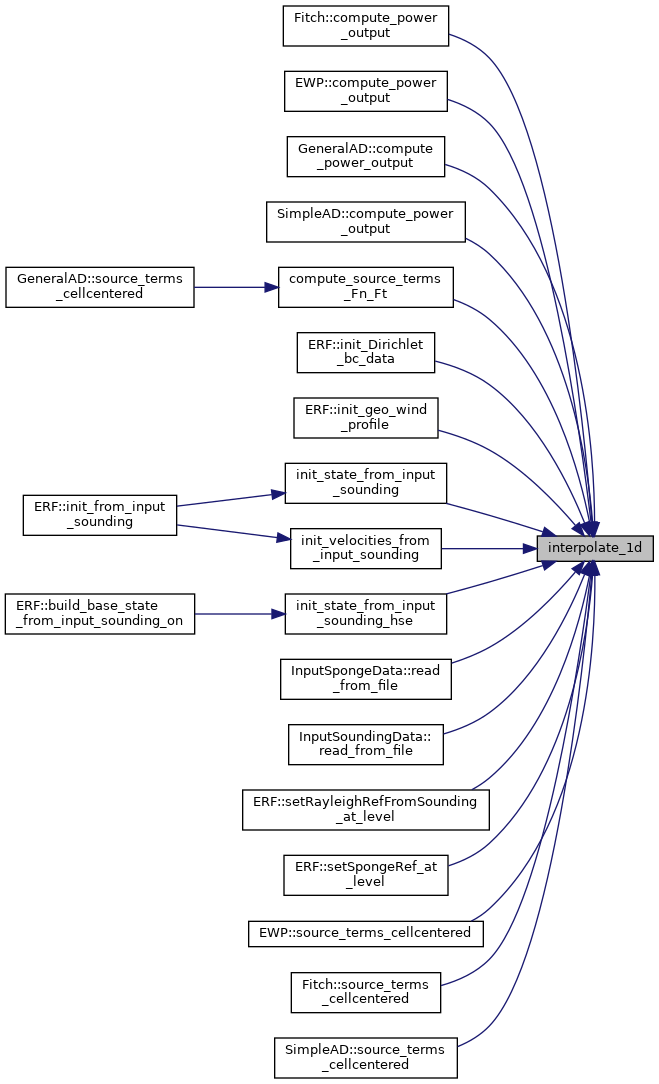 Fitch::compute_power
_output
EWP::compute_power
_output
GeneralAD::compute
_power_output
SimpleAD::compute_power
_output
GeneralAD::source_terms
_cellcentered
compute_source_terms
_Fn_Ft
ERF::init_Dirichlet
_bc_data
ERF::init_geo_wind
_profile
init_state_from_input
_sounding
ERF::init_from_input
_sounding
init_velocities_from
_input_sounding
interpolate_1d
ERF::build_base_state
_from_input_sounding_on
init_state_from_input
_sounding_hse
InputSpongeData::read
_from_file
InputSoundingData::
read_from_file
ERF::setRayleighRefFromSounding
_at_level
ERF::setSpongeRef_at
_level
EWP::source_terms_cellcentered
Fitch::source_terms
_cellcentered
SimpleAD::source_terms
_cellcentered